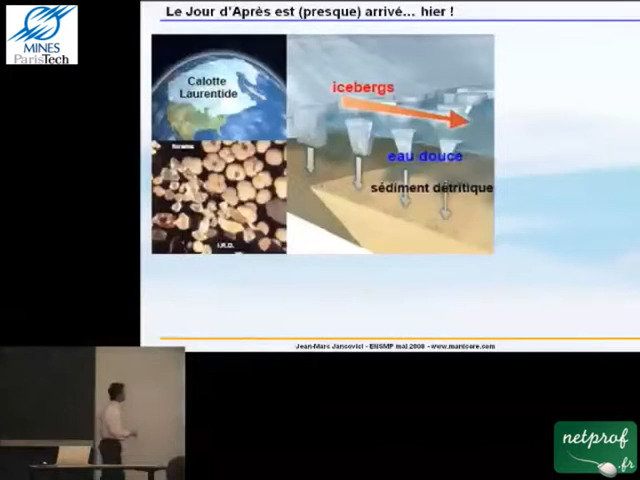 MINES
ParisTech
Le Jour d'Après est (presque) arrivé... hier !
Calotte
Laurentide
icebergs
eau douce
sédiment détritique
forams
I.R.D.
Jean-Marc Jancovici - ENSMP mai 2008 - www.manicore.com
netprof
.fr